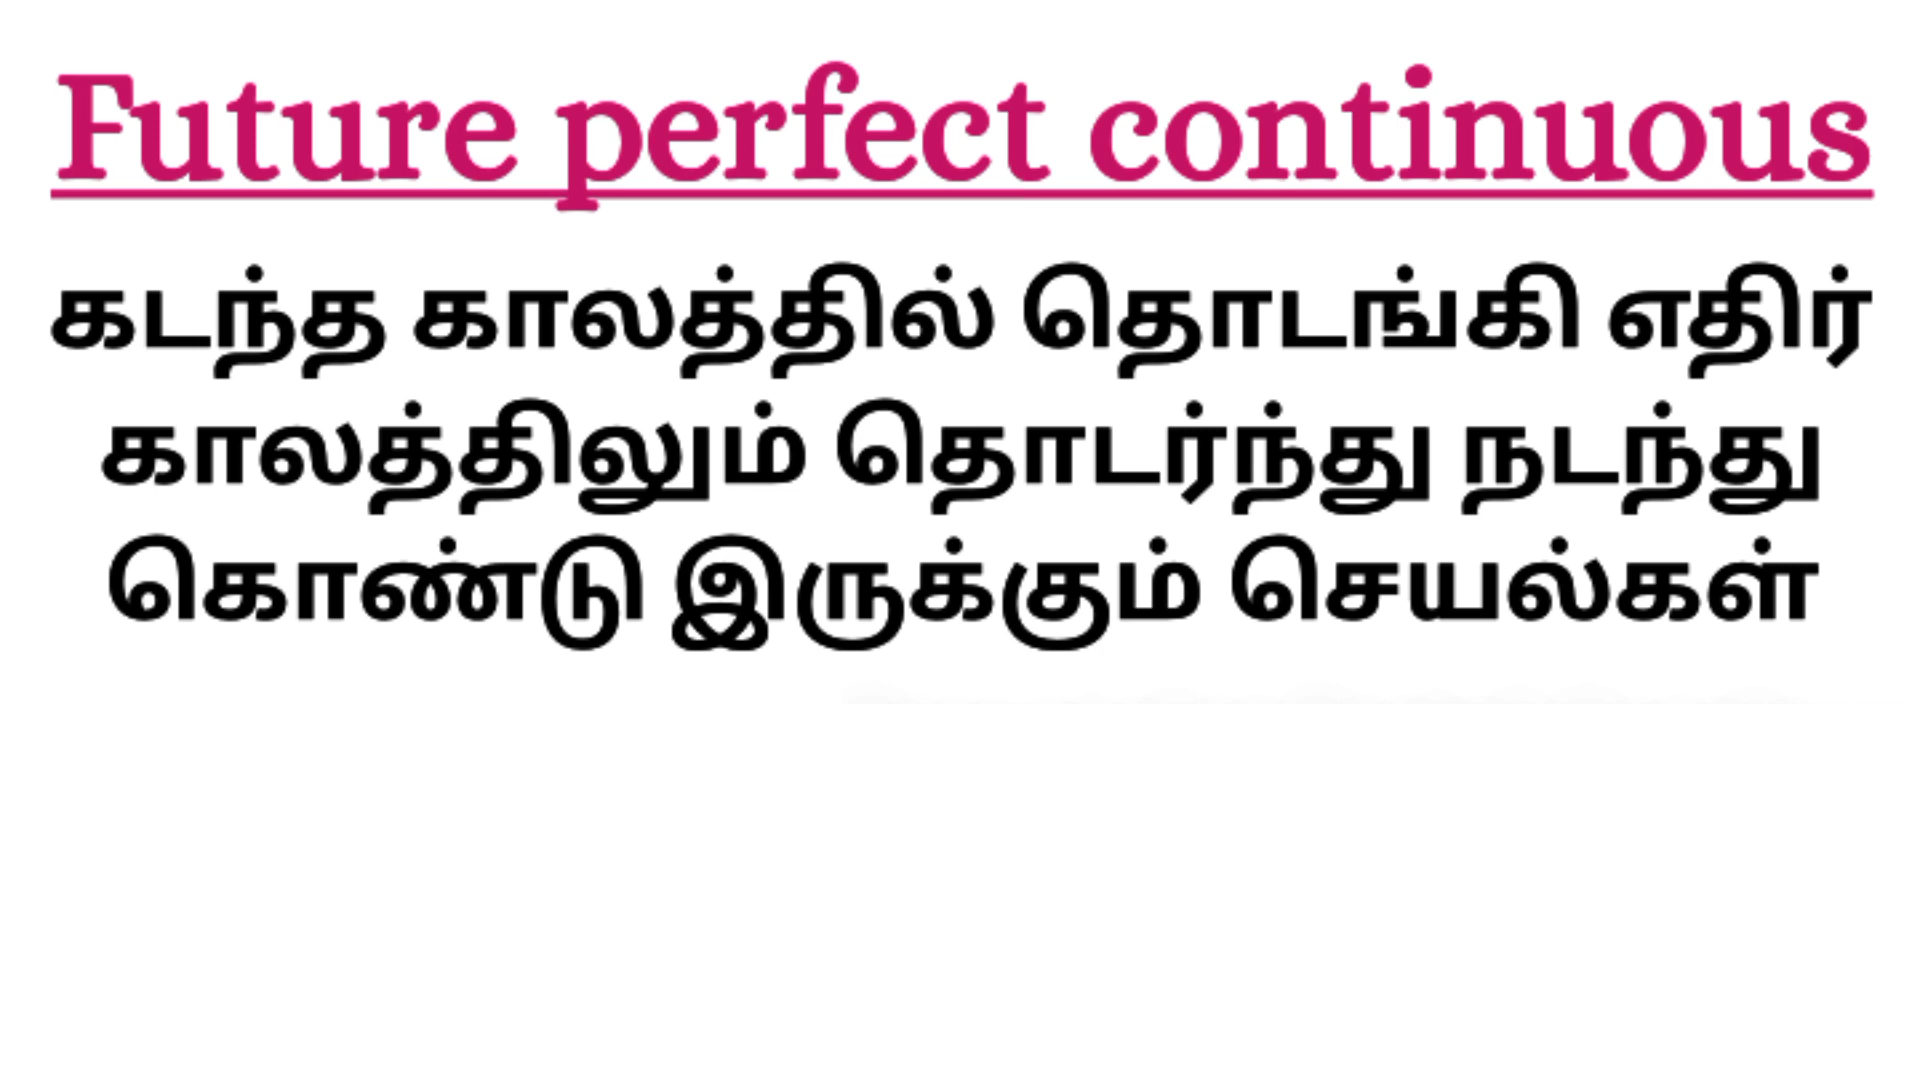 Future perfect continuous
கடந்த காலத்தில் தொடங்கி எதிர்
காலத்திலும் தொடர்ந்து நடந்து
கொண்டு இருக்கும் செயல்கள்